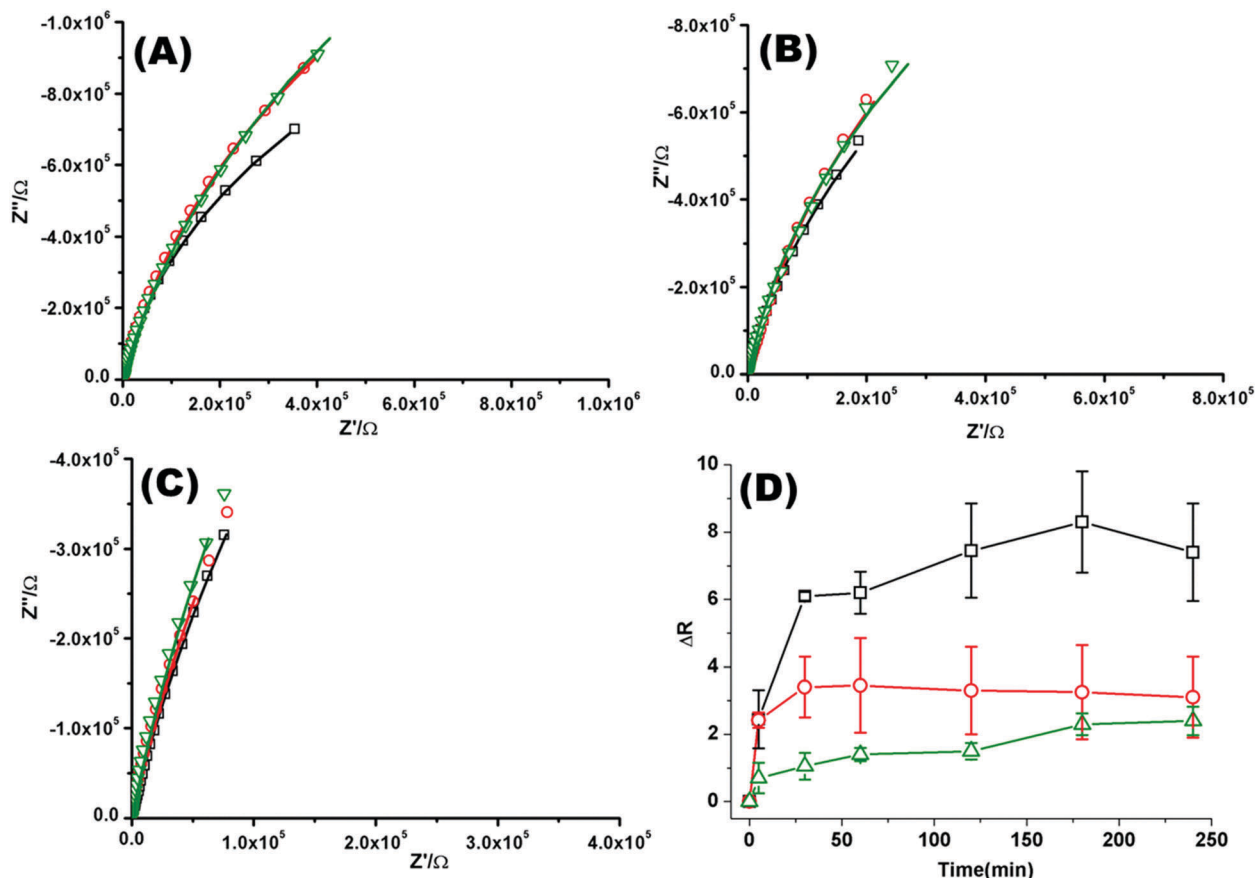 (A)
-1.0x10⁶
-8.0x10⁵
-6.0x10⁵
-4.0x10⁵
-2.0x10⁵
0.0
Z''/Ω
0.0
2.0x10⁵
4.0x10⁵
6.0x10⁵
8.0x10⁵
1.0x10⁶
Z'/Ω
(B)
-8.0x10⁵
-6.0x10⁵
-4.0x10⁵
-2.0x10⁵
0.0
Z''/Ω
0.0
2.0x10⁵
4.0x10⁵
6.0x10⁵
8.0x10⁵
Z'/Ω
(C)
-4.0x10⁵
-3.0x10⁵
-2.0x10⁵
-1.0x10⁵
0.0
Z''/Ω
0.0
1.0x10⁵
2.0x10⁵
3.0x10⁵
4.0x10⁵
Z'/Ω
(D)
10
8
6
4
2
0
ΔR
0
50
100
150
200
250
Time(min)